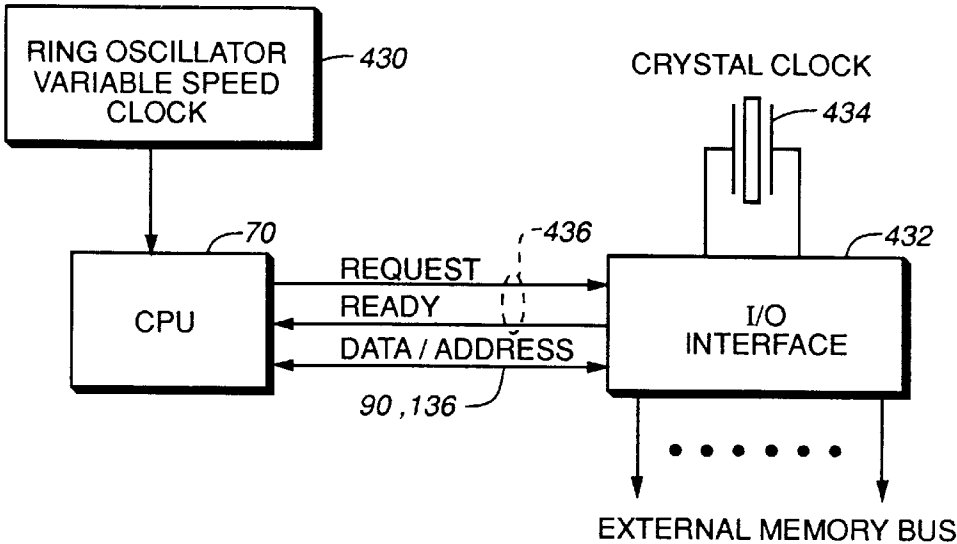 RING OSCILLATOR
VARIABLE SPEED
CLOCK
430
CRYSTAL CLOCK
434
70
436
432
REQUEST
READY
CPU
I/O
INTERFACE
DATA / ADDRESS
90 ,136
EXTERNAL MEMORY BUS